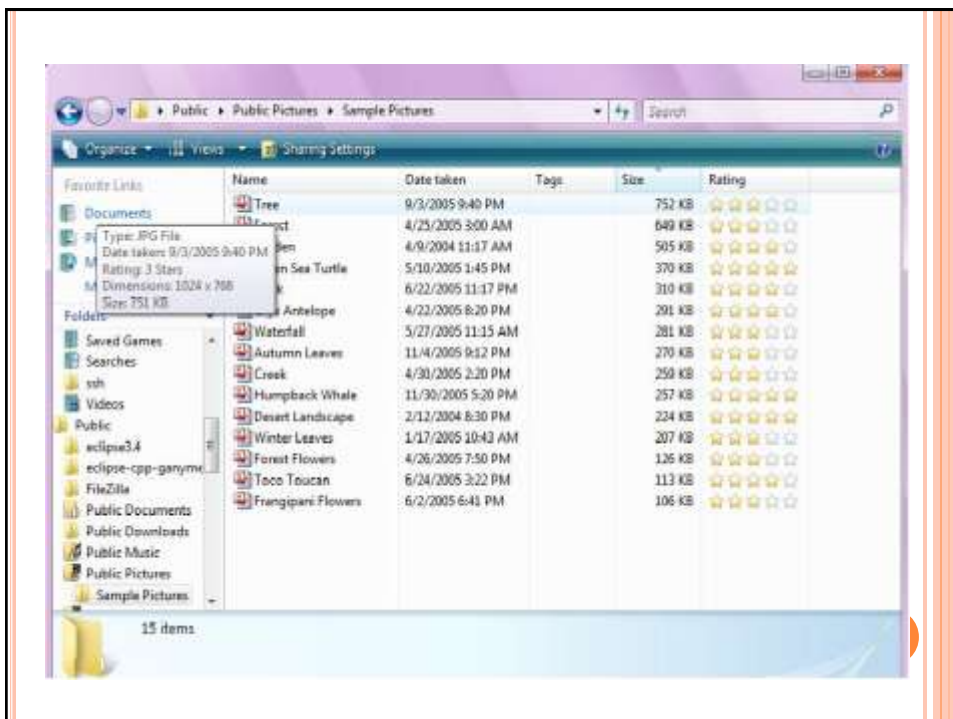 Public Public Pictures Sample Pictures Search
Organize Views Sharing Settings
Favorite Links
Documents
Type: JPG File
Date taken: 9/3/2005 9:40 PM
Rating: 3 Stars
Dimensions: 1024 x 768
Size: 751 KB
Folders
Saved Games
Searches
ssh
Videos
Public
eclipse3.4
eclipse-cpp-ganyme
FileZilla
Public Documents
Public Downloads
Public Music
Public Pictures
Sample Pictures
Name Date taken Tags Size Rating
Tree 9/3/2005 9:40 PM 752 KB
4/25/2005 3:00 AM 649 KB
4/9/2004 11:17 AM 505 KB
Sea Turtle 5/10/2005 1:45 PM 370 KB
6/22/2005 11:17 PM 310 KB
Antelope 4/22/2005 8:20 PM 291 KB
Waterfall 5/27/2005 11:15 AM 281 KB
Autumn Leaves 11/4/2005 9:12 PM 270 KB
Creek 4/30/2005 2:20 PM 259 KB
Humpback Whale 11/30/2005 5:20 PM 257 KB
Desert Landscape 2/12/2004 8:30 PM 224 KB
Winter Leaves 1/17/2005 10:43 AM 207 KB
Forest Flowers 4/26/2005 7:50 PM 126 KB
Toco Toucan 6/24/2005 3:22 PM 113 KB
Frangipani Flowers 6/2/2005 6:41 PM 106 KB
15 items